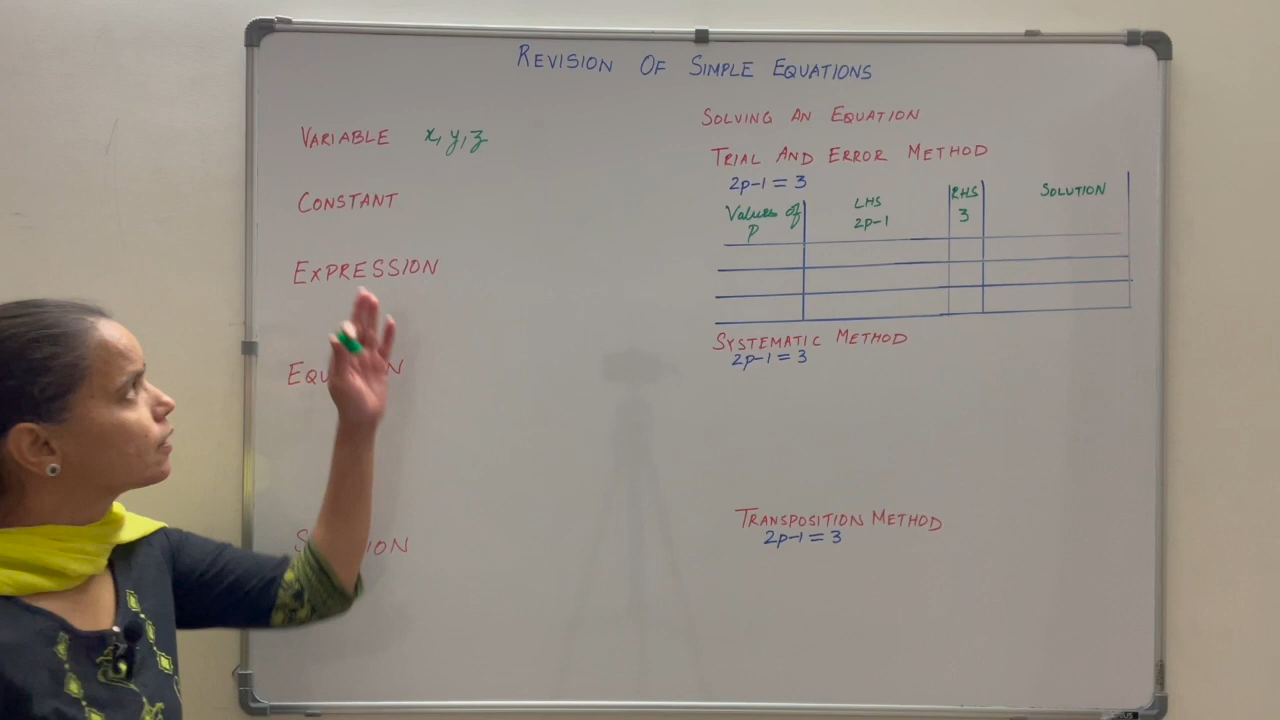 REVISION OF SIMPLE EQUATIONS
VARIABLE x, y, z
CONSTANT
EXPRESSION
SOLVING AN EQUATION
TRIAL AND ERROR METHOD
2p-1 = 3
Values of p
LHS 2p-1
RHS 3
SOLUTION
SYSTEMATIC METHOD
2p-1 = 3
TRANSPOSITION METHOD
2p-1 = 3